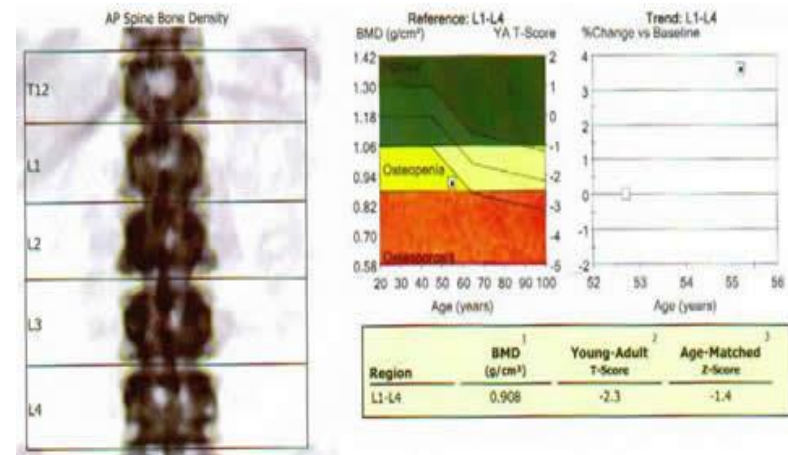 AP Spine Bone Density
T12
L1
L2
L3
L4
Reference: L1-L4
BMD (g/cm²) YA T-Score
1.42 2
1.30 1
1.18 0
1.06 -1
0.94 -2
0.82 -3
0.70 -4
0.58 -5
Osteopenia
Osteoporosis
20 30 40 50 60 70 80 90 100
Age (years)
Trend: L1-L4
%Change vs Baseline
4
3
2
1
0
-1
-2
52 53 54 55 56
Age (years)
1 2 3
BMD Young-Adult Age-Matched
Region (g/cm²) T-Score Z-Score
L1-L4 0.908 -2.3 -1.4